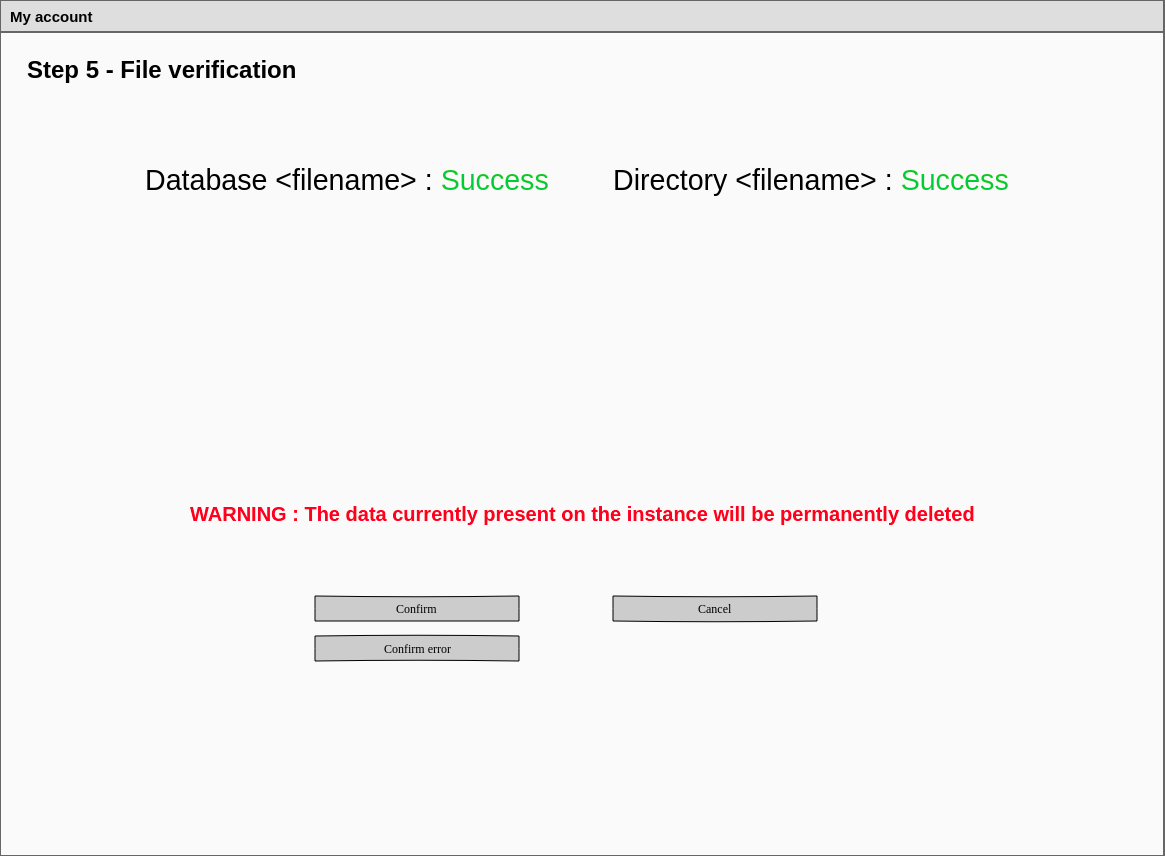 My account
Step 5 - File verification
Database <filename> : Success
Directory <filename> : Success
WARNING : The data currently present on the instance will be permanently deleted
Confirm
Cancel
Confirm error